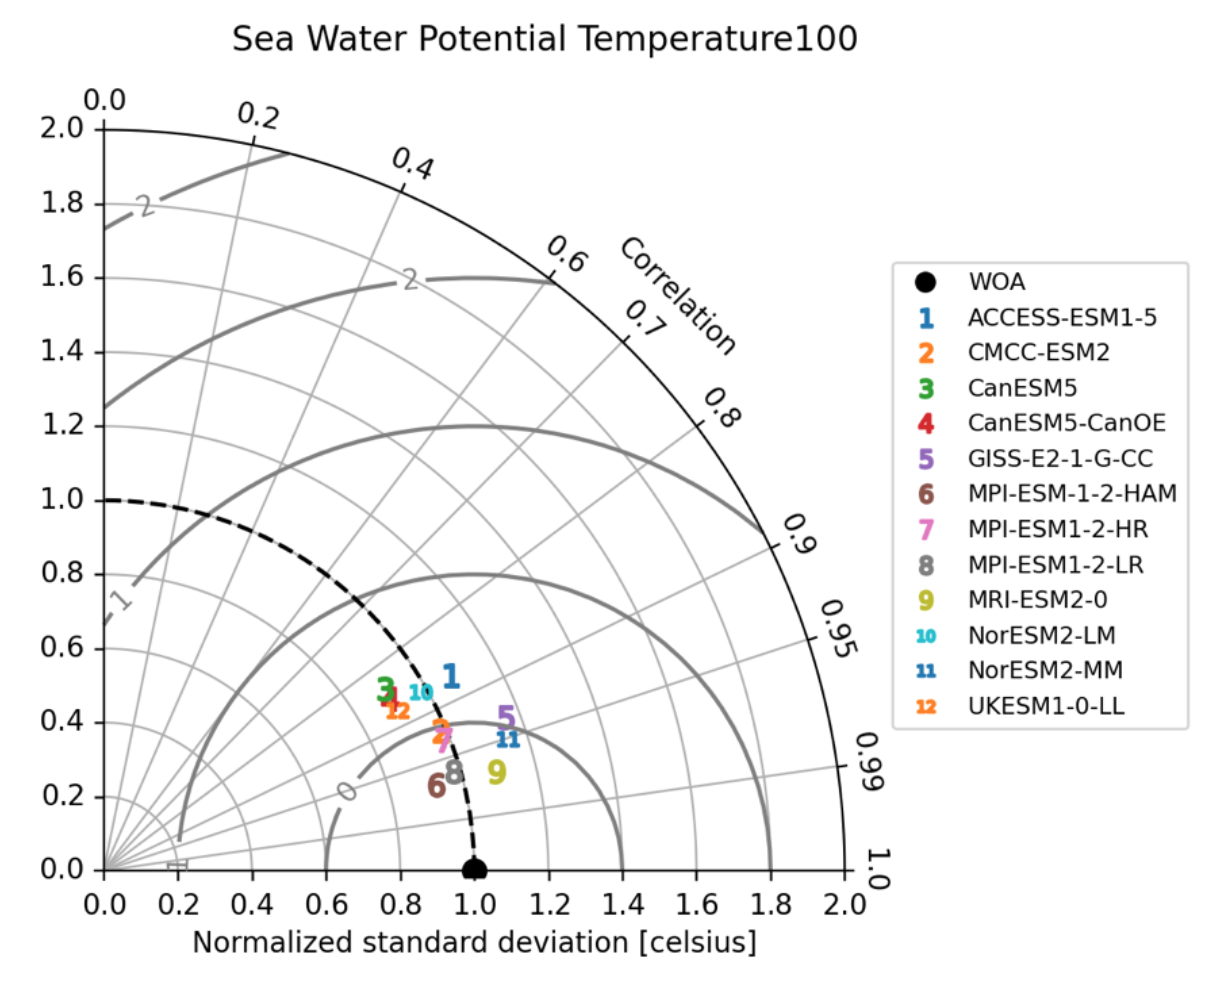 Sea Water Potential Temperature100
0.0
0.2
0.4
0.6
0.7
0.8
0.9
0.95
0.99
1.0
Correlation
2.0
1.8
1.6
1.4
1.2
1.0
0.8
0.6
0.4
0.2
0.0
2
2
1
1
0
1
2
3
4
5
6
7
8
9
10
11
12
0.0 0.2 0.4 0.6 0.8 1.0 1.2 1.4 1.6 1.8 2.0
Normalized standard deviation [celsius]
WOA
1 ACCESS-ESM1-5
2 CMCC-ESM2
3 CanESM5
4 CanESM5-CanOE
5 GISS-E2-1-G-CC
6 MPI-ESM-1-2-HAM
7 MPI-ESM1-2-HR
8 MPI-ESM1-2-LR
9 MRI-ESM2-0
10 NorESM2-LM
11 NorESM2-MM
12 UKESM1-0-LL